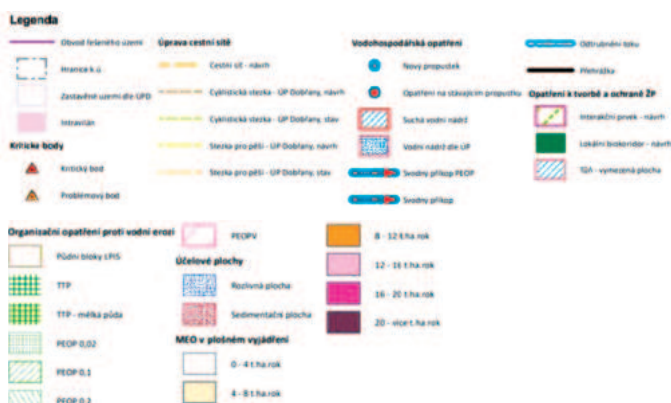 Legenda
Obvod řešeného území
Hranice k.ú.
Zastavěné území dle ÚPD
Intravilán
Kritické body
Kritický bod
Problémový bod
Úprava cestní sítě
Cestní síť - návrh
Cyklistická stezka - ÚP Dobřany, návrh
Cyklistická stezka - ÚP Dobřany, stav
Stezka pro pěší - ÚP Dobřany, návrh
Stezka pro pěší - ÚP Dobřany, stav
Vodohospodářská opatření
Nový propustek
Opatření na stávajícím propustku
Suchá vodní nádrž
Vodní nádrž dle ÚP
Svodný příkop PEOP
Svodný příkop
Odtrubnění toku
Přehrážka
Opatření k tvorbě a ochraně ŽP
Interakční prvek - návrh
Lokální biokoridor - návrh
- vymezená plocha
Organizační opatření proti vodní erozi
Půdní bloky LPIS
TTP
TTP - mělká půda
PEOP 0,02
PEOP 0,1
PEOP 0,2
PEOPV
Účelové plochy
Rozlivná plocha
Sedimentační plocha
MEO v plošném vyjádření
0 - 4 t.ha.rok
4 - 8 t.ha.rok
8 - 12 t.ha.rok
12 - 16 t.ha.rok
16 - 20 t.ha.rok
20 - více t.ha.rok